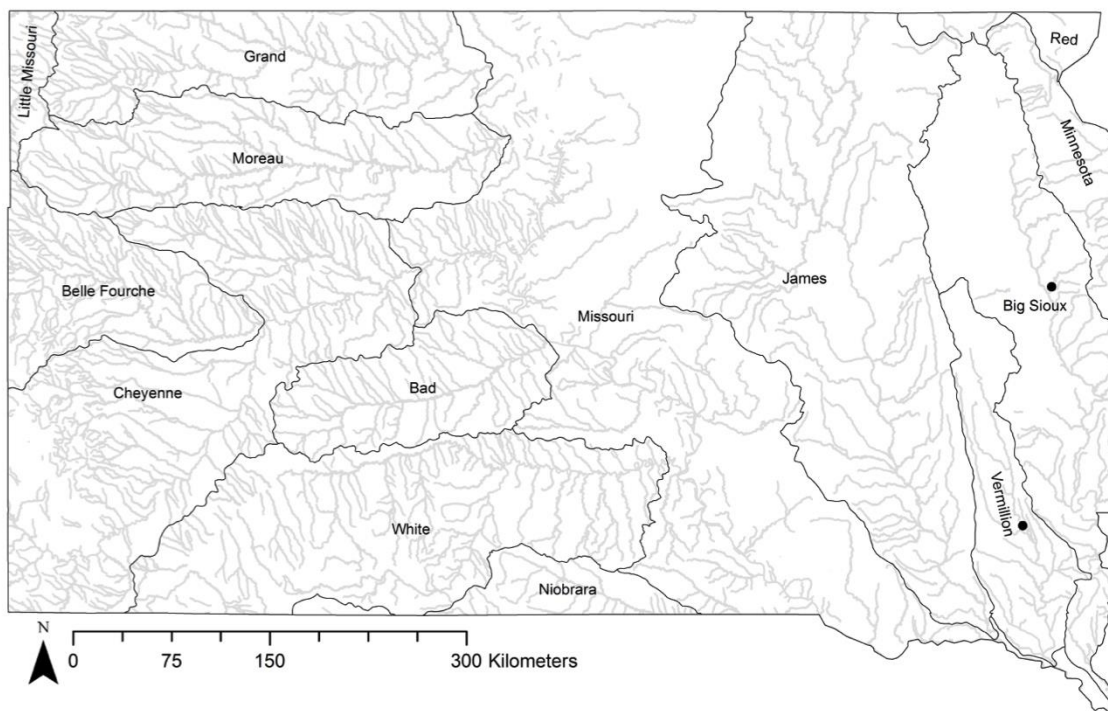 Red
Grand
Little Missouri
Minnesota
Moreau
James
Belle Fourche
Big Sioux
Missouri
Cheyenne
Bad
Vermillion
White
Niobrara
N
0 75 150 300 Kilometers